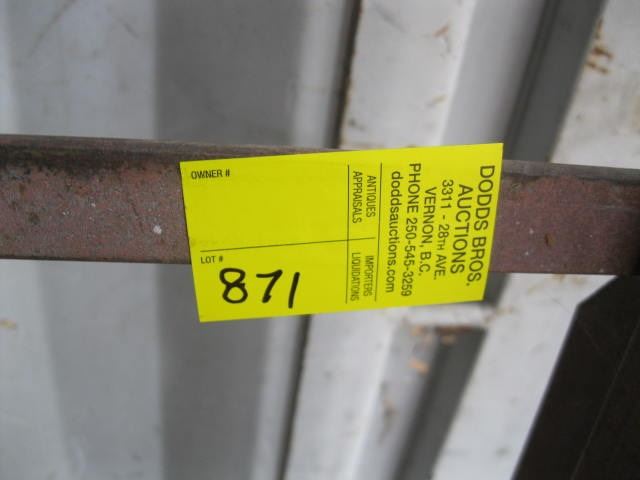 OWNER #
LOT #
871
ANTIQUES
APPRAISALS
IMPORTERS
LIQUIDATIONS
DODDS BROS.
AUCTIONS
3311 - 28TH AVE.
VERNON, B.C.
PHONE 250-545-3259
doddsauctions.com